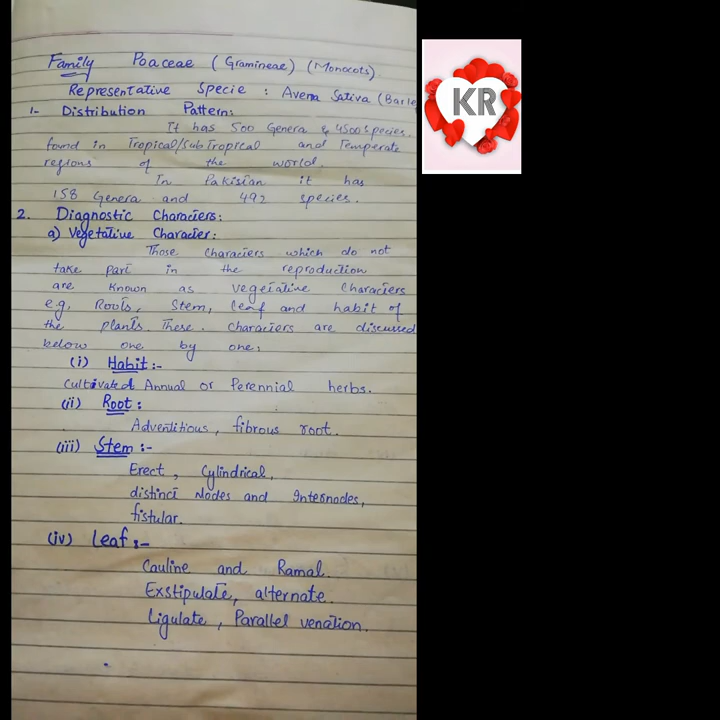 Family Poaceae (Gramineae) (Monocots)
Representative Specie : Avena Sativa (Barle
1- Distribution Pattern:
It has 500 Genera & 4500 species.
found in Tropical/SubTropical and Temperate
regions of the world.
In Pakistan it has
158 Genera and 492 species.
2. Diagnostic Characters:
a) Vegetative Character:
Those characters which do not
take part in the reproduction
are known as vegetative characters
e.g, Roots, Stem, leaf and habit of
the plants. These characters are discussed
below one by one:
(i) Habit:-
Cultivated Annual or Perennial herbs.
(ii) Root:
Adventitious, fibrous root.
(iii) Stem:-
Erect, Cylindrical,
distinct Nodes and Internodes,
fistular.
(iv) Leaf:-
Cauline and Ramal.
Exstipulate, alternate.
Ligulate, Parallel venation.
KR